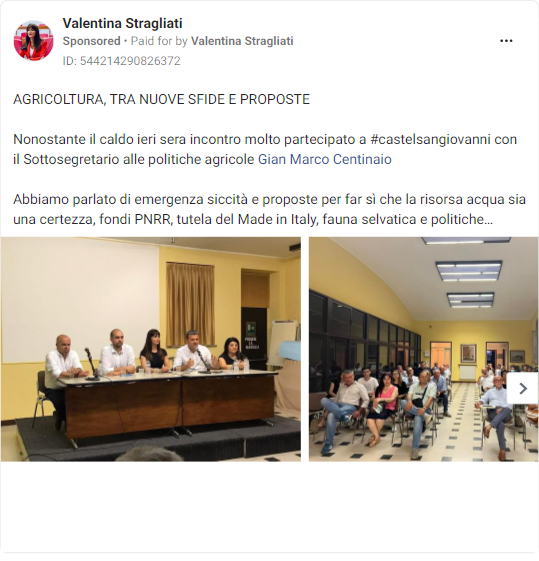 Valentina Stragliati
Sponsored • Paid for by Valentina Stragliati
ID: 544214290826372
AGRICOLTURA, TRA NUOVE SFIDE E PROPOSTE
Nonostante il caldo ieri sera incontro molto partecipato a #castelsangiovanni con
il Sottosegretario alle politiche agricole Gian Marco Centinaio
Abbiamo parlato di emergenza siccità e proposte per far sì che la risorsa acqua sia
una certezza, fondi PNRR, tutela del Made in Italy, fauna selvatica e politiche…